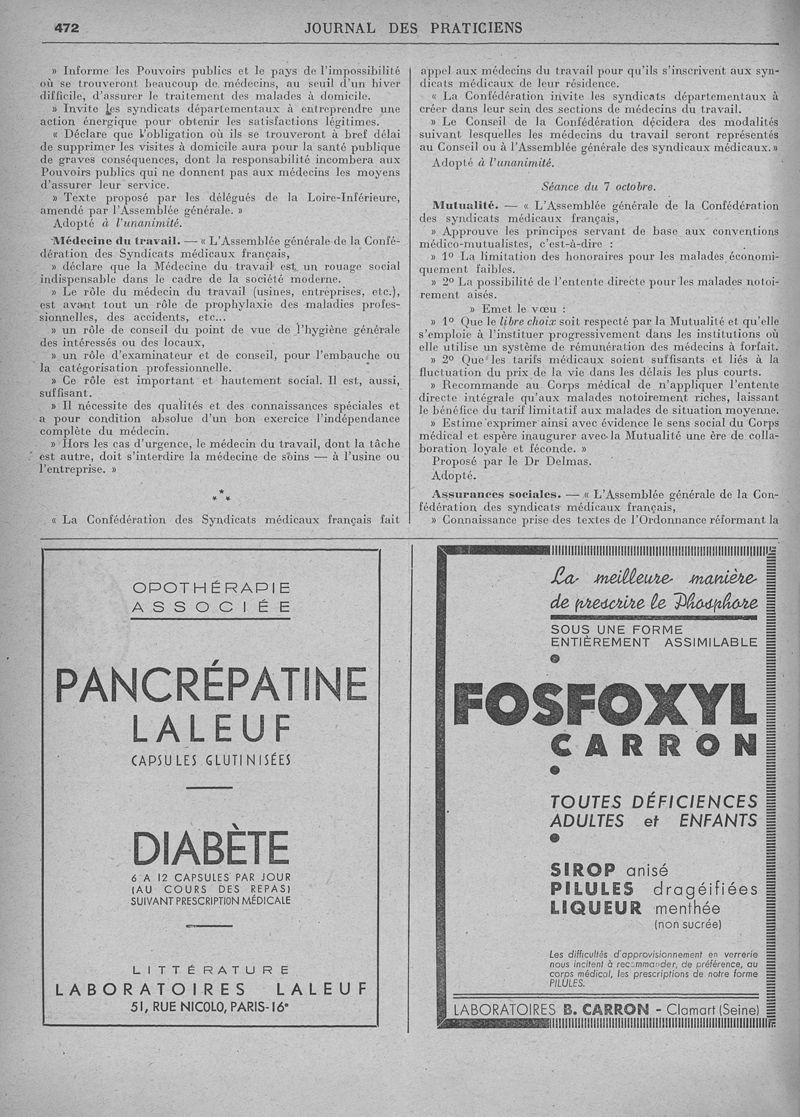 472
JOURNAL DES PRATICIENS
» Informe les Pouvoirs publics et le pays de l'impossibilité
où se trouveront beaucoup de médecins, au seuil d'un hiver
difficile, d'assurer le traitement des malades à domicile.
» Invite les syndicats départementaux à entreprendre une
action énergique pour obtenir les satisfactions légitimes.
« Déclare que l'obligation où ils se trouveront à bref délai
de supprimer les visites à domicile aura pour la santé publique
de graves conséquences, dont la responsabilité incombera aux
Pouvoirs publics qui ne donnent pas aux médecins les moyens
d'assurer leur service.
» Texte proposé par les délégués de la Loire-Inférieure,
amendé par l'Assemblée générale. »
Adopté à l'unanimité.
Médecine du travail. — « L'Assemblée générale de la Confé-
dération des Syndicats médicaux français,
» déclare que la Médecine du travail est un rouage social
indispensable dans le cadre de la société moderne.
» Le rôle du médecin du travail (usines, entreprises, etc.),
est avant tout un rôle de prophylaxie des maladies profes-
sionnelles, des accidents, etc...
» un rôle de conseil du point de vue de l'hygiène générale
des intéressés ou des locaux,
» un rôle d'examinateur et de conseil, pour l'embauche ou
la catégorisation professionnelle.
» Ce rôle est important et hautement social. Il est, aussi,
suffisant.
» Il nécessite des qualités et des connaissances spéciales et
a pour condition absolue d'un bon exercice l'indépendance
complète du médecin.
» Hors les cas d'urgence, le médecin du travail, dont la tâche
est autre, doit s'interdire la médecine de soins — à l'usine ou
l'entreprise. »
* * *
« La Confédération des Syndicats médicaux français fait
appel aux médecins du travail pour qu'ils s'inscrivent aux syn-
dicats médicaux de leur résidence.
« La Confédération invite les syndicats départementaux à
créer dans leur sein des sections de médecins du travail.
» Le Conseil de la Confédération décidera des modalités
suivant lesquelles les médecins du travail seront représentés
au Conseil ou à l'Assemblée générale des syndicaux médicaux. »
Adopté à l'unanimité.
Séance du 7 octobre.
Mutualité. — « L'Assemblée générale de la Confédération
des syndicats médicaux français,
» Approuve les principes servant de base aux conventions
médico-mutualistes, c'est-à-dire :
» 1º La limitation des honoraires pour les malades économi-
quement faibles.
» 2º La possibilité de l'entente directe pour les malades notoi-
rement aisés.
» Emet le vœu :
» 1º Que le libre choix soit respecté par la Mutualité et qu'elle
s'emploie à l'instituer progressivement dans les institutions où
elle utilise un système de rémunération des médecins à forfait.
» 2º Que les tarifs médicaux soient suffisants et liés à la
fluctuation du prix de la vie dans les délais les plus courts.
» Recommande au Corps médical de n'appliquer l'entente
directe intégrale qu'aux malades notoirement riches, laissant
le bénéfice du tarif limitatif aux malades de situation moyenne.
» Estime exprimer ainsi avec évidence le sens social du Corps
médical et espère inaugurer avec la Mutualité une ère de colla-
boration loyale et féconde. »
Proposé par le Dr Delmas.
Adopté.
Assurances sociales. — « L'Assemblée générale de la Con-
fédération des syndicats médicaux français,
» Connaissance prise des textes de l'Ordonnance réformant la
OPOTHÉRAPIE
ASSOCIÉE
PANCRÉPATINE
LALEUF
CAPSULES GLUTINISÉES
DIABÈTE
6 A 12 CAPSULES PAR JOUR
(AU COURS DES REPAS)
SUIVANT PRESCRIPTION MÉDICALE
LITTÉRATURE
LABORATOIRES LALEUF
51, RUE NICOLO, PARIS-16e
La meilleure manière
de prescrire le Phosphore
SOUS UNE FORME
ENTIÈREMENT ASSIMILABLE
FOSFOXYL
CARRON
TOUTES DÉFICIENCES
ADULTES et ENFANTS
SIROP anisé
PILULES dragéifiées
LIQUEUR menthée
(non sucrée)
Les difficultés d'approvisionnement en verrerie
nous incitent à recommander, de préférence, au
corps médical, les prescriptions de notre forme
PILULES.
LABORATOIRES B. CARRON - Clamart (Seine)